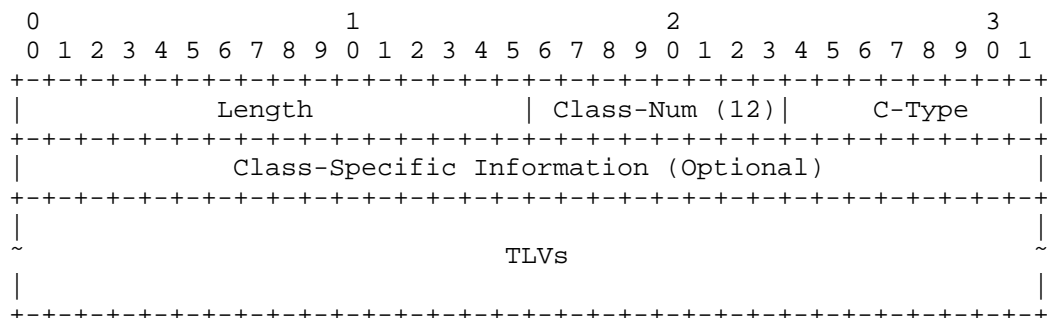 0                   1                   2                   3
 0 1 2 3 4 5 6 7 8 9 0 1 2 3 4 5 6 7 8 9 0 1 2 3 4 5 6 7 8 9 0 1
+-+-+-+-+-+-+-+-+-+-+-+-+-+-+-+-+-+-+-+-+-+-+-+-+-+-+-+-+-+-+-+-+
|            Length             | Class-Num (12)|     C-Type    |
+-+-+-+-+-+-+-+-+-+-+-+-+-+-+-+-+-+-+-+-+-+-+-+-+-+-+-+-+-+-+-+-+
|             Class-Specific Information (Optional)             |
+-+-+-+-+-+-+-+-+-+-+-+-+-+-+-+-+-+-+-+-+-+-+-+-+-+-+-+-+-+-+-+-+
|                                                               |
~                              TLVs                             ~
|                                                               |
+-+-+-+-+-+-+-+-+-+-+-+-+-+-+-+-+-+-+-+-+-+-+-+-+-+-+-+-+-+-+-+-+